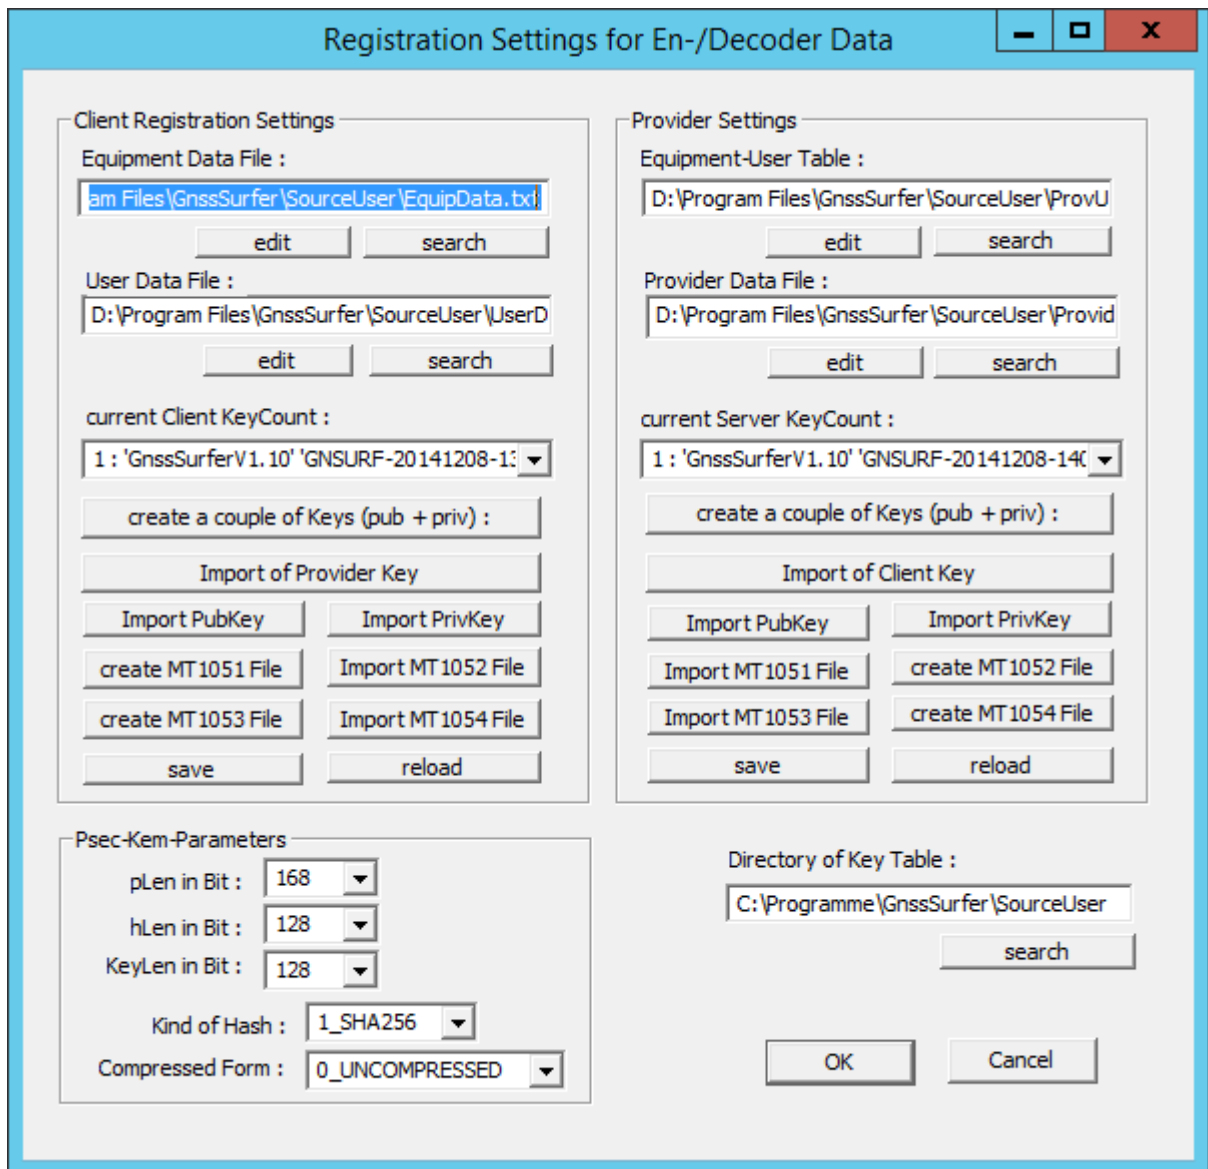 Registration Settings for En-/Decoder Data
Client Registration Settings
Equipment Data File :
am Files\GnssSurfer\SourceUser\EquipData.txt
edit search
User Data File :
D:\Program Files\GnssSurfer\SourceUser\UserD
edit search
current Client KeyCount :
1 : 'GnssSurferV1.10' 'GNSURF-20141208-13
create a couple of Keys (pub + priv) :
Import of Provider Key
Import PubKey Import PrivKey
create MT1051 File Import MT1052 File
create MT1053 File Import MT1054 File
save reload
Provider Settings
Equipment-User Table :
D:\Program Files\GnssSurfer\SourceUser\ProvU
edit search
Provider Data File :
D:\Program Files\GnssSurfer\SourceUser\Provid
edit search
current Server KeyCount :
1 : 'GnssSurferV1.10' 'GNSURF-20141208-140
create a couple of Keys (pub + priv) :
Import of Client Key
Import PubKey Import PrivKey
Import MT1051 File create MT1052 File
Import MT1053 File create MT1054 File
save reload
Psec-Kem-Parameters
pLen in Bit : 168
hLen in Bit : 128
KeyLen in Bit : 128
Kind of Hash : 1_SHA256
Compressed Form : 0_UNCOMPRESSED
Directory of Key Table :
C:\Programme\GnssSurfer\SourceUser
search
OK Cancel